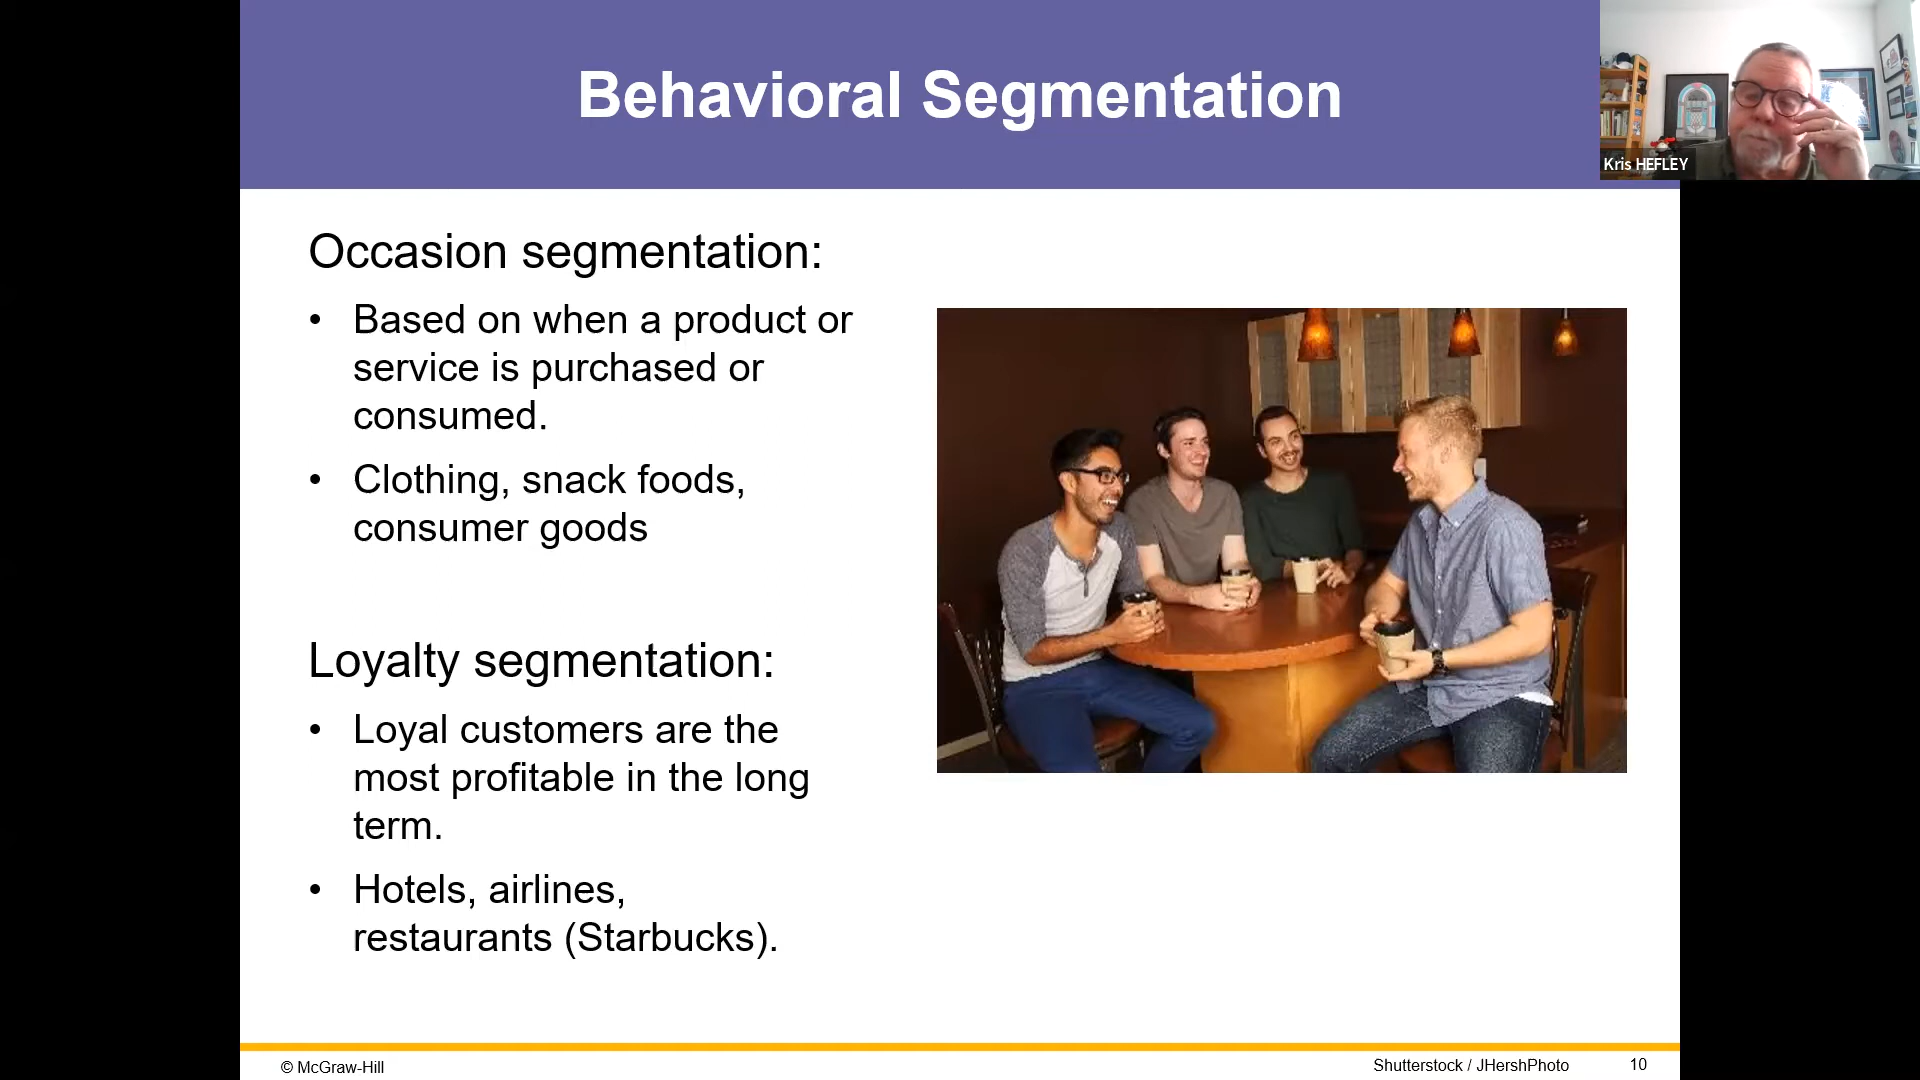 Behavioral Segmentation
Kris HEFLEY
Occasion segmentation:
• Based on when a product or
service is purchased or
consumed.
• Clothing, snack foods,
consumer goods
Loyalty segmentation:
• Loyal customers are the
most profitable in the long
term.
• Hotels, airlines,
restaurants (Starbucks).
© McGraw-Hill
Shutterstock / JHershPhoto
10